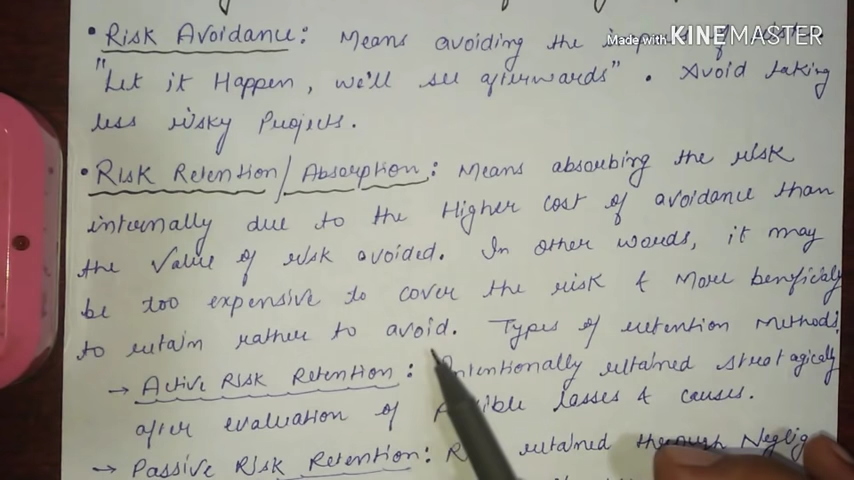 • Risk Avoidance: Means avoiding the
Made with KINEMASTER
"Let it Happen, we'll see afterwards". Avoid taking
less risky Projects.
• Risk Retention/Absorption: Means absorbing the risk
internally due to the Higher cost of avoidance than
the Value of risk avoided. In other words, it may
be too expensive to cover the risk & More beneficialy
to retain rather to avoid. Types of retention Methods:
→ Active Risk Retention: Intentionally retained strategically
after evaluation of possible losses & causes.
→ Passive Risk Retention: retained through